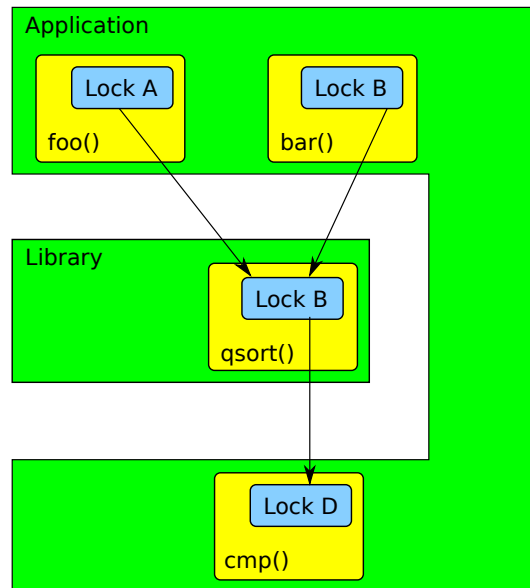 Application
Lock A
Lock B
foo()
bar()
Library
Lock B
qsort()
Lock D
cmp()